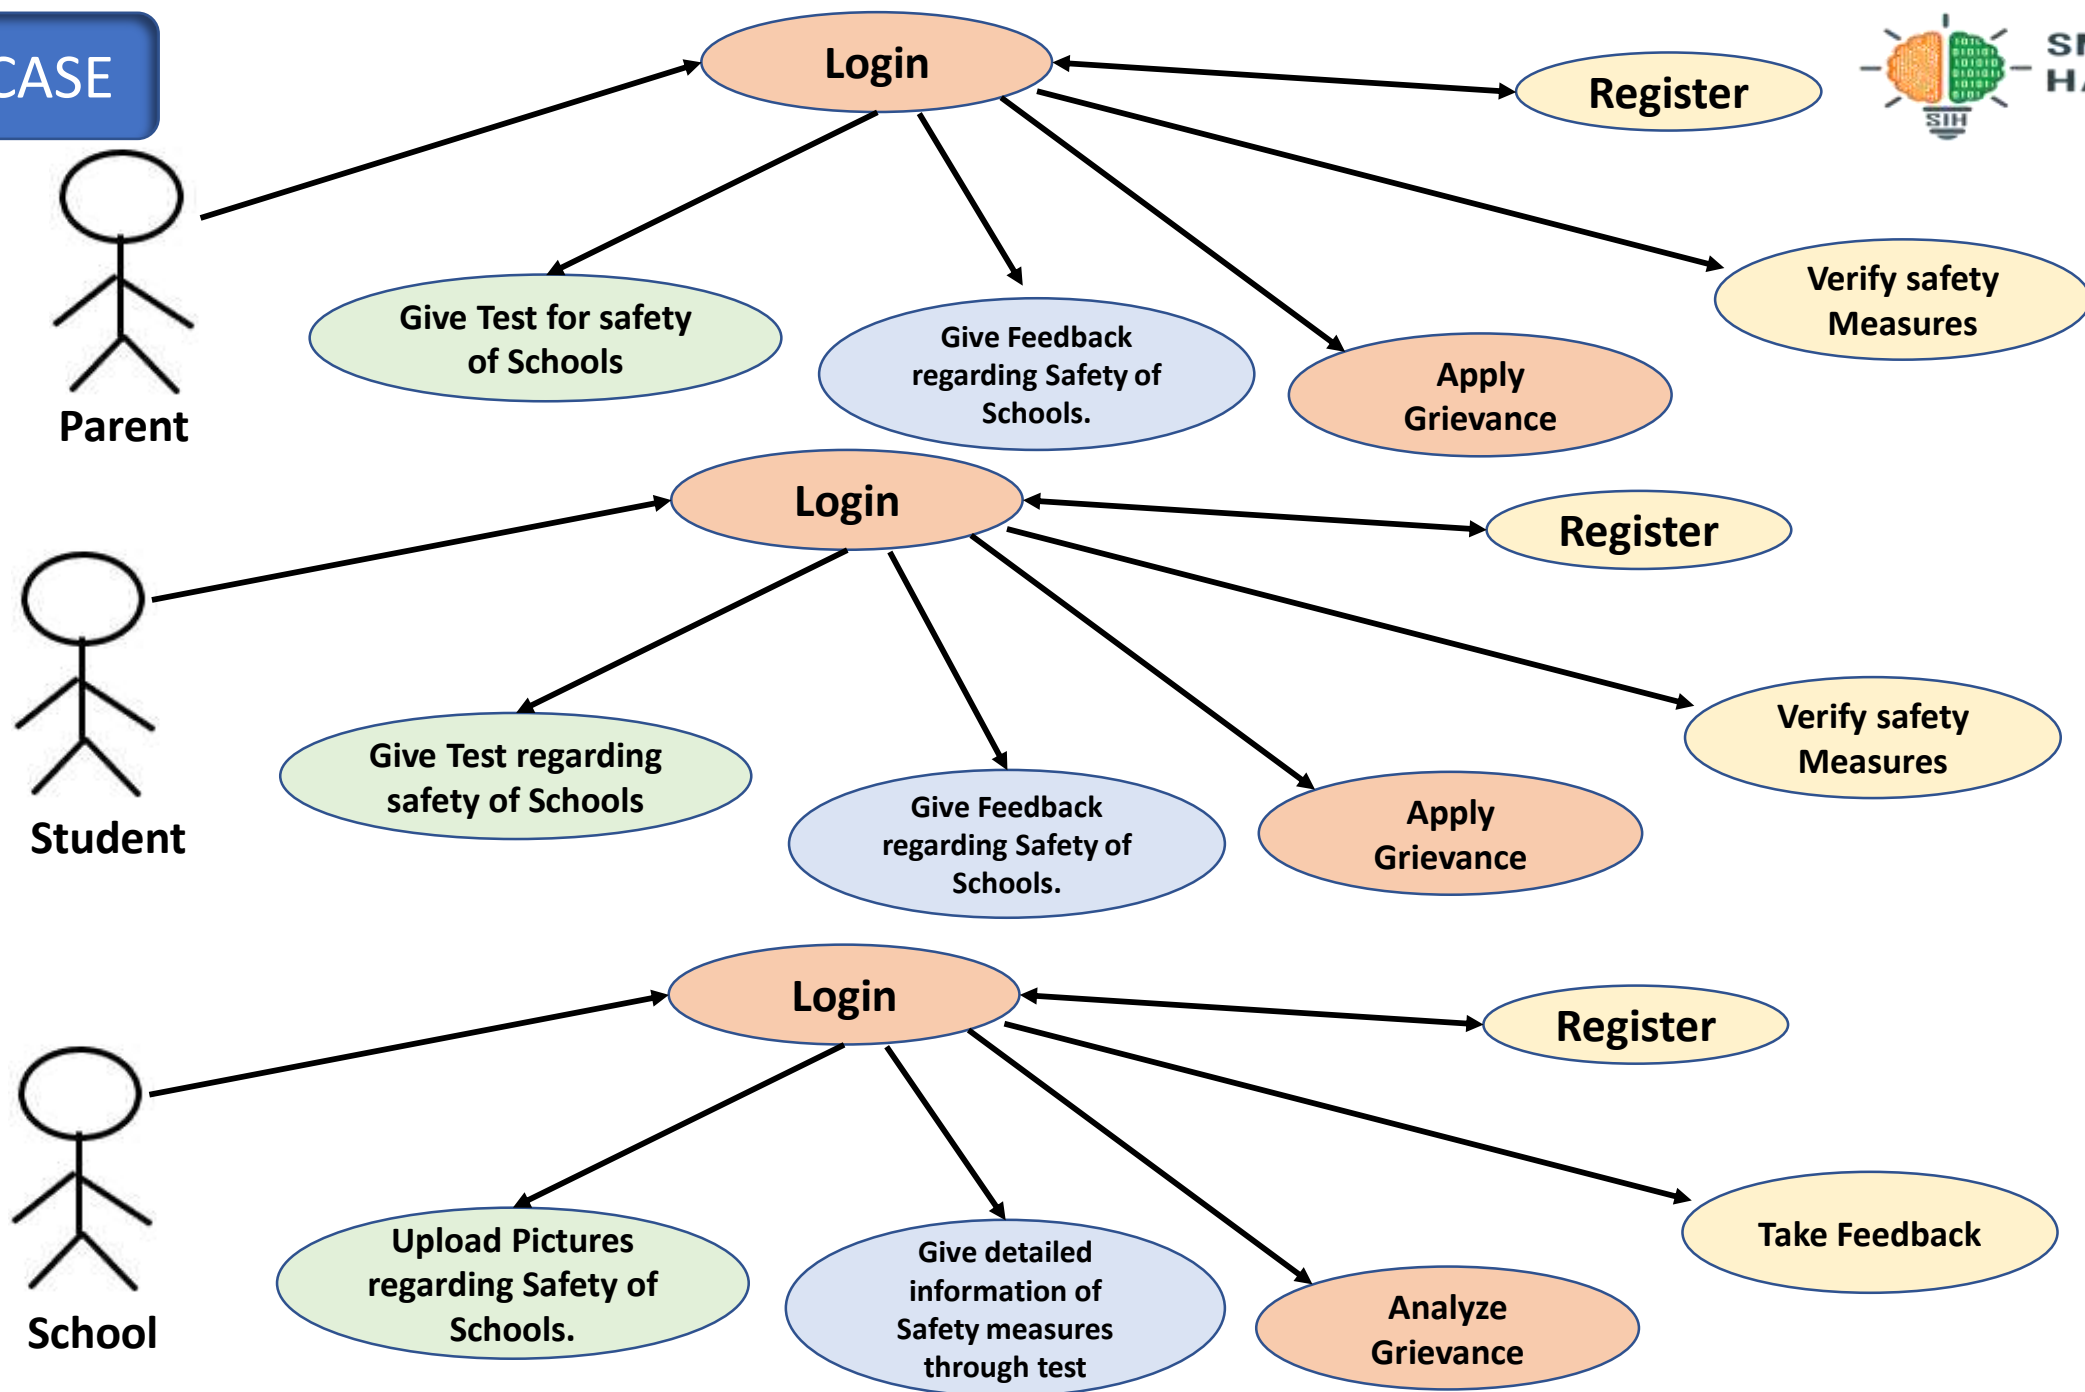 CASE
Login
Register
SIH
Verify safety
Measures
Give Test for safety
of Schools
Give Feedback
regarding Safety of
Schools.
Apply
Grievance
Parent
Login
Register
Verify safety
Measures
Give Test regarding
safety of Schools
Give Feedback
regarding Safety of
Schools.
Apply
Grievance
Student
Login
Register
Take Feedback
Upload Pictures
regarding Safety of
Schools.
Give detailed
information of
Safety measures
through test
Analyze
Grievance
School